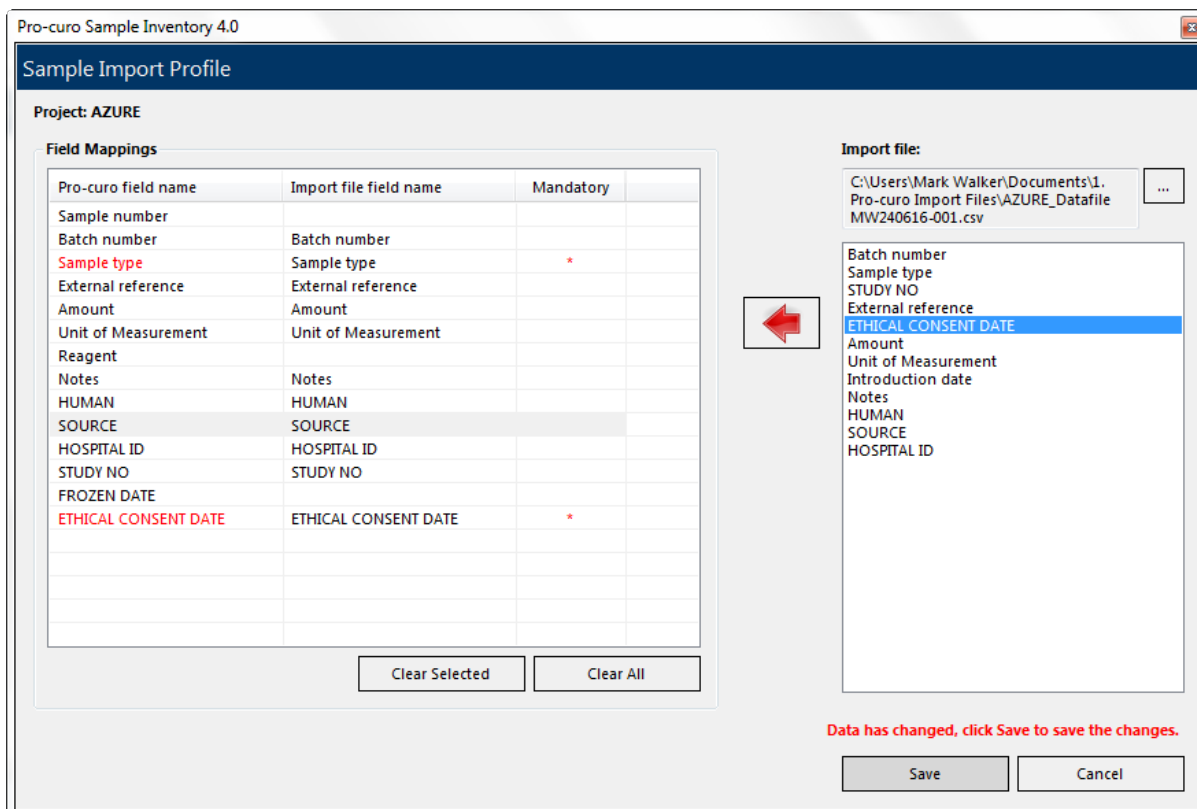 Pro-curo Sample Inventory 4.0
x
Sample Import Profile
Project: AZURE
Field Mappings
Pro-curo field name Import file field name Mandatory
Sample number
Batch number Batch number
Sample type Sample type *
External reference External reference
Amount Amount
Unit of Measurement Unit of Measurement
Reagent
Notes Notes
HUMAN HUMAN
SOURCE SOURCE
HOSPITAL ID HOSPITAL ID
STUDY NO STUDY NO
FROZEN DATE
ETHICAL CONSENT DATE ETHICAL CONSENT DATE *
Clear Selected Clear All
Import file:
C:\Users\Mark Walker\Documents\1.
Pro-curo Import Files\AZURE_Datafile
MW240616-001.csv
...
Batch number
Sample type
STUDY NO
External reference
ETHICAL CONSENT DATE
Amount
Unit of Measurement
Introduction date
Notes
HUMAN
SOURCE
HOSPITAL ID
Data has changed, click Save to save the changes.
Save Cancel